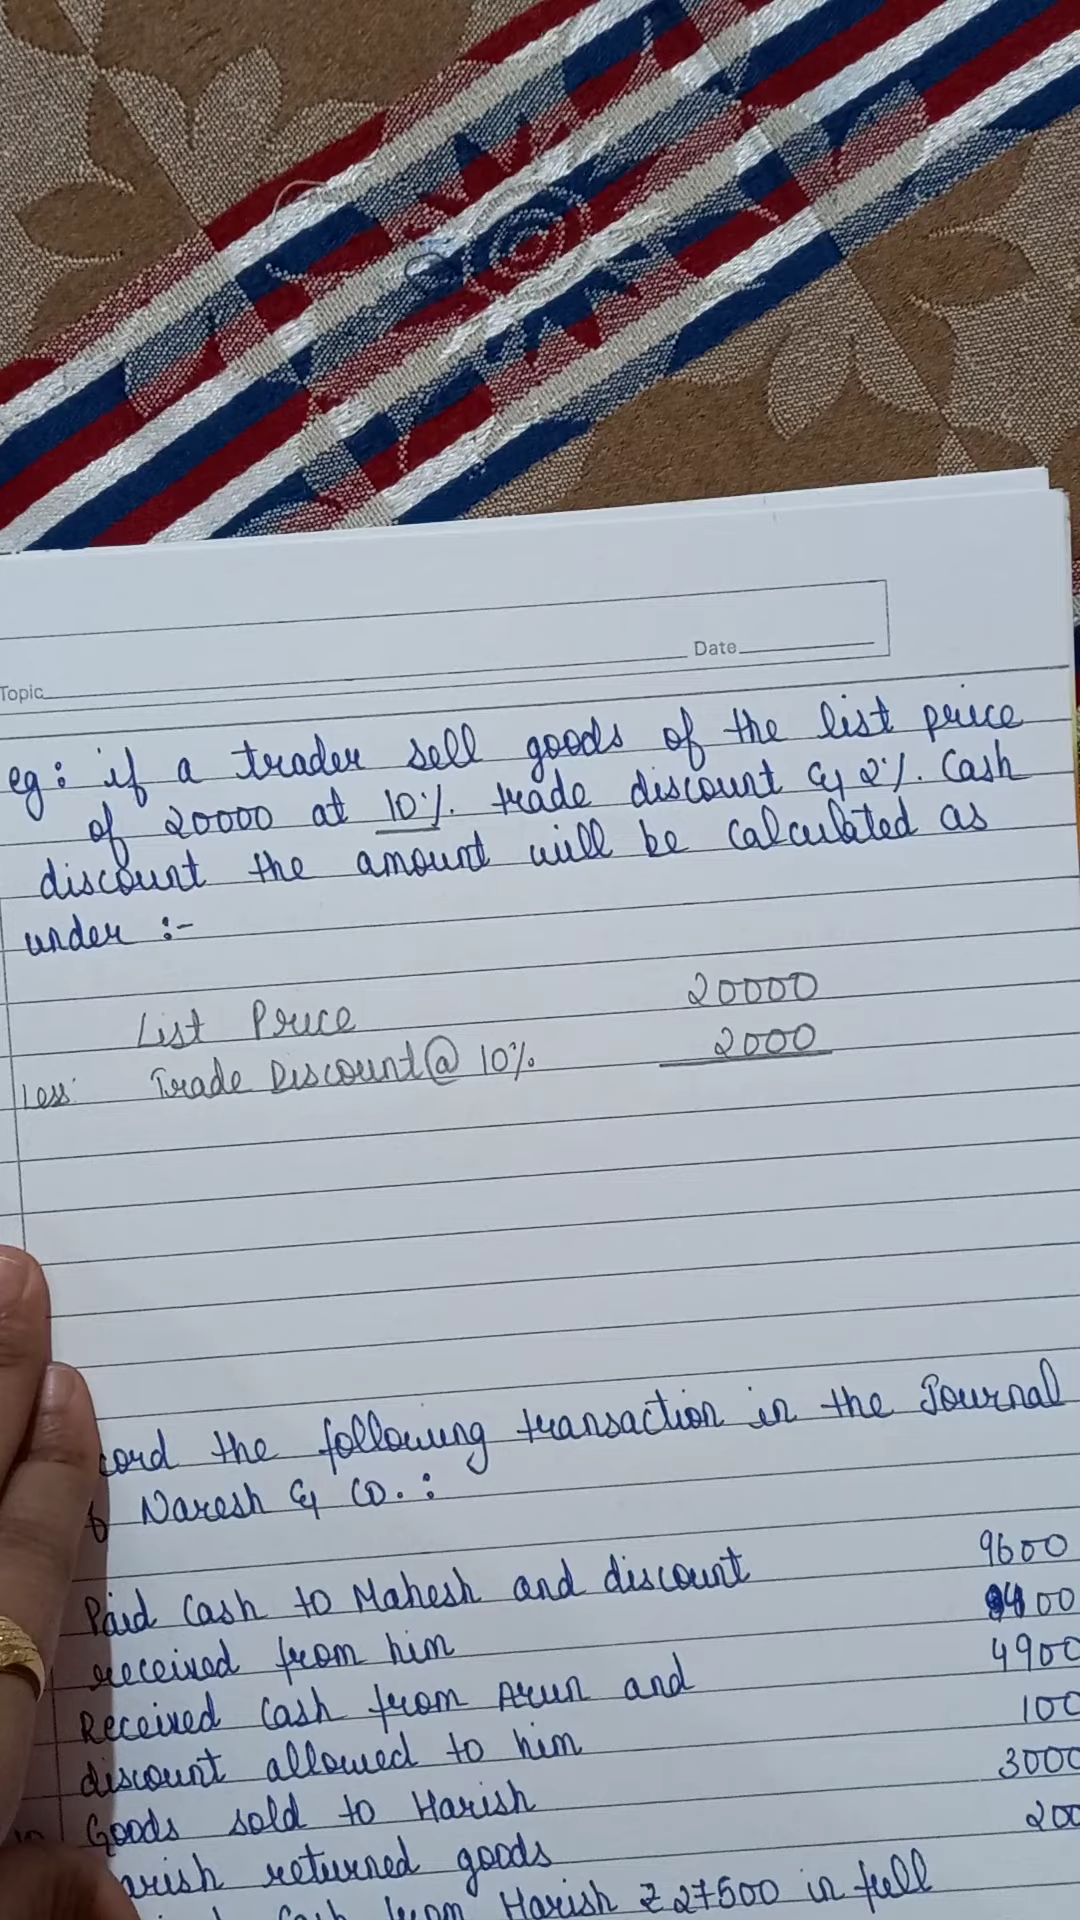 Date
Topic
eg: if a trader sell goods of the list price
of 20000 at 10%. trade discount & 2%. Cash
discount the amount will be calculated as
under :-
List Price 20000
Less: Trade Discount@ 10% 2000
cord the following transaction in the Journal
Naresh & Co. :
Paid Cash to Mahesh and discount 9600
received from him 400
Received Cash from Arun and 4900
discount allowed to him 100
Goods sold to Harish 3000
arish returned goods 200
Cash from Harish ₹ 27500 in full